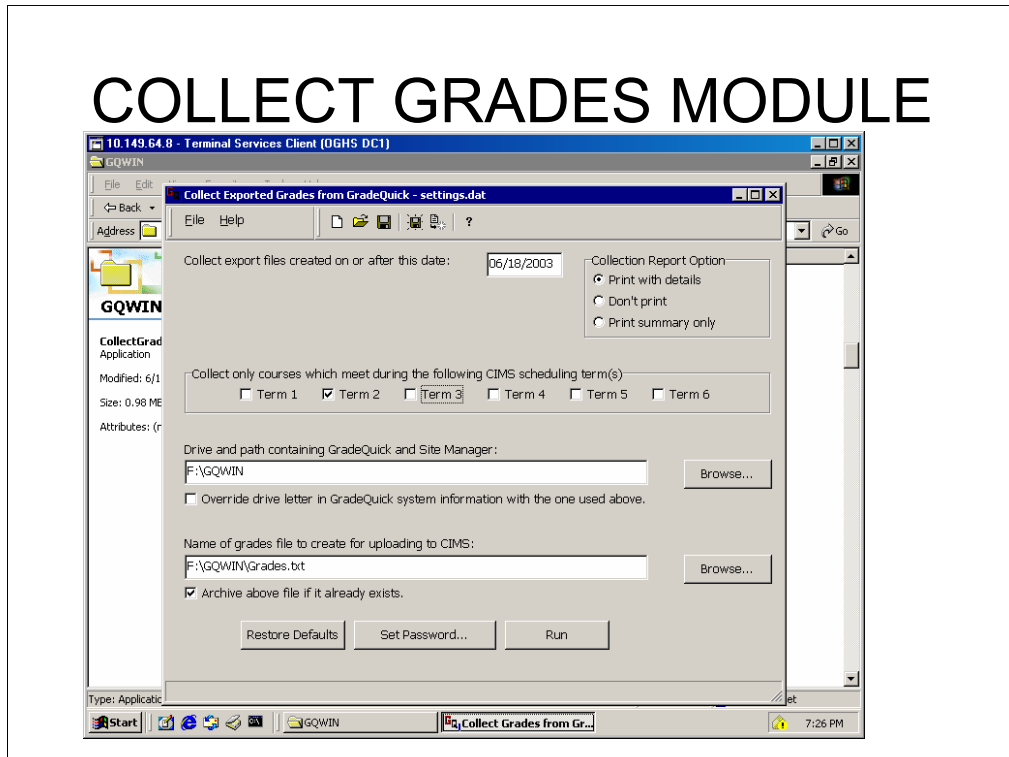 COLLECT GRADES MODULE
10.149.64.8 - Terminal Services Client (OGHS DC1)
GQWIN
File Edit
Collect Exported Grades from GradeQuick - settings.dat
Back
File Help
?
Address
Go
Collect export files created on or after this date: 06/18/2003
Collection Report Option
Print with details
Don't print
Print summary only
GQWIN
CollectGrad
Application
Modified: 6/1
Size: 0.98 ME
Attributes: (r
Collect only courses which meet during the following CIMS scheduling term(s)
Term 1 Term 2 Term 3 Term 4 Term 5 Term 6
Drive and path containing GradeQuick and Site Manager:
F:\GQWIN
Browse...
Override drive letter in GradeQuick system information with the one used above.
Name of grades file to create for uploading to CIMS:
F:\GQWIN\Grades.txt
Browse...
Archive above file if it already exists.
Restore Defaults Set Password... Run
Type: Applicatic
et
Start GQWIN Collect Grades from Gr... 7:26 PM